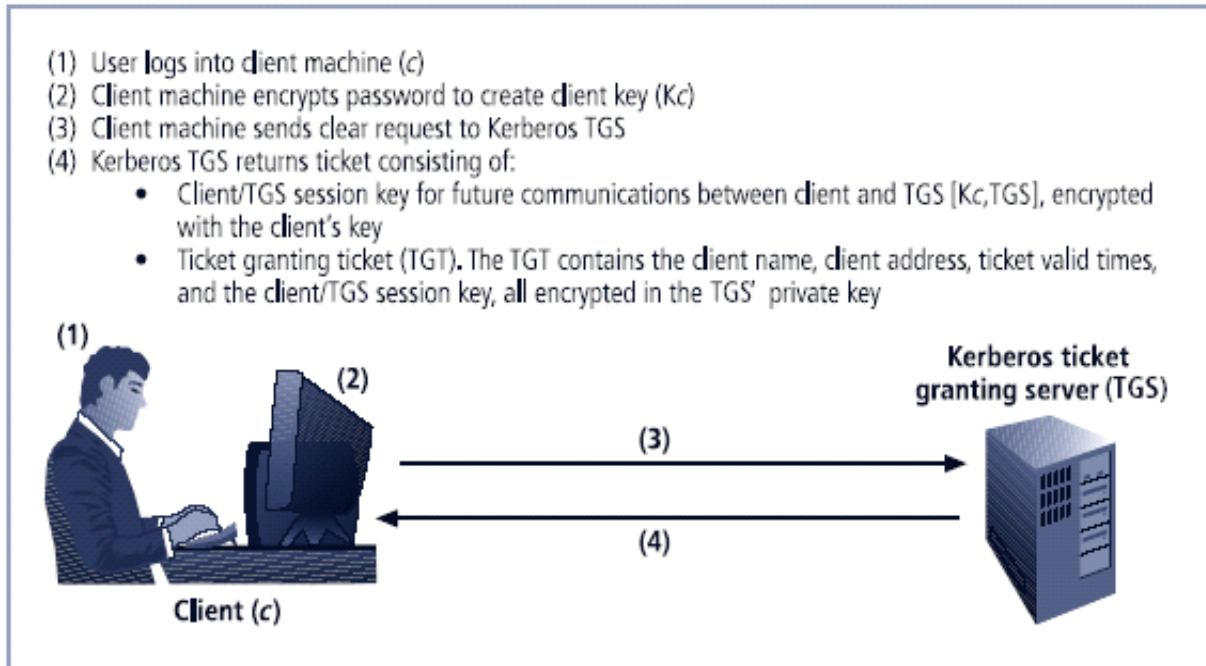 (1) User logs into client machine (c)
(2) Client machine encrypts password to create client key (Kc)
(3) Client machine sends clear request to Kerberos TGS
(4) Kerberos TGS returns ticket consisting of:
• Client/TGS session key for future communications between client and TGS [Kc,TGS], encrypted
with the client's key
• Ticket granting ticket (TGT). The TGT contains the client name, client address, ticket valid times,
and the client/TGS session key, all encrypted in the TGS' private key
(1)
(2)
Kerberos ticket
granting server (TGS)
(3)
(4)
Client (c)